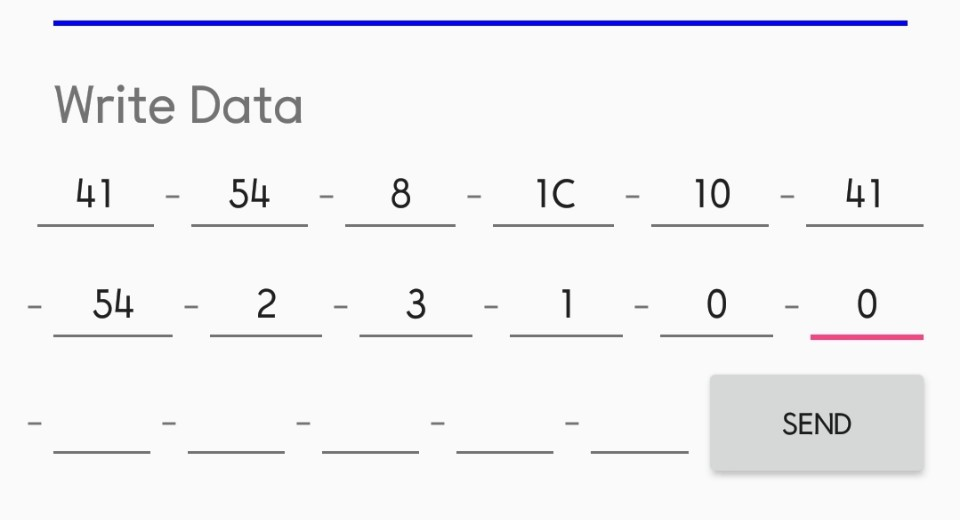 Write Data
41 - 54 - 8 - 1C - 10 - 41
- 54 - 2 - 3 - 1 - 0 - 0
- - - - - SEND